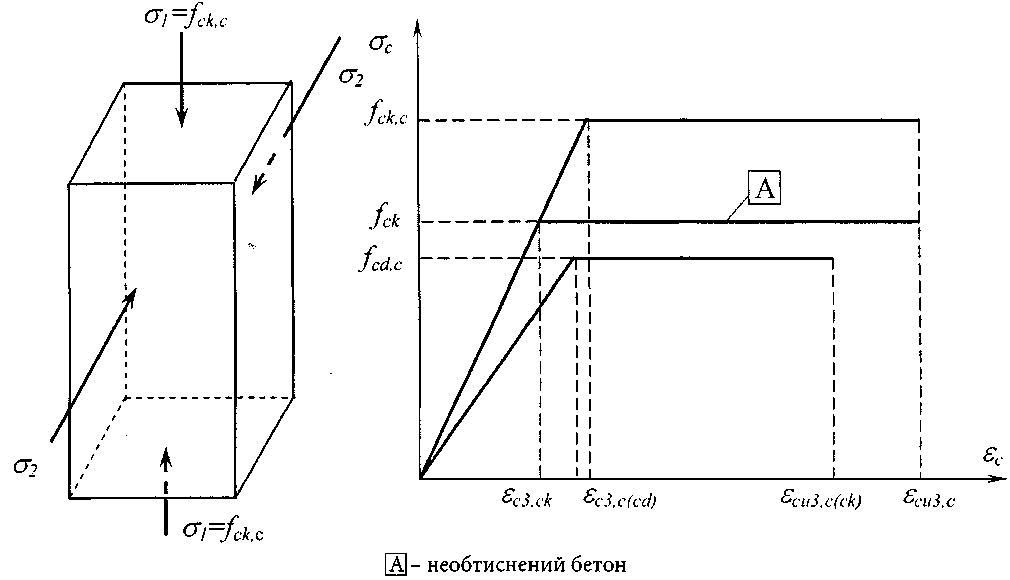 σ1=fck,c
σ2
σ2
σ1=fck,c
σc
fck,c
fck
fcd,c
A
εc
εc3,ck
εc3,c(cd)
εcu3,c(ck)
εcu3,c
A – необтиснений бетон